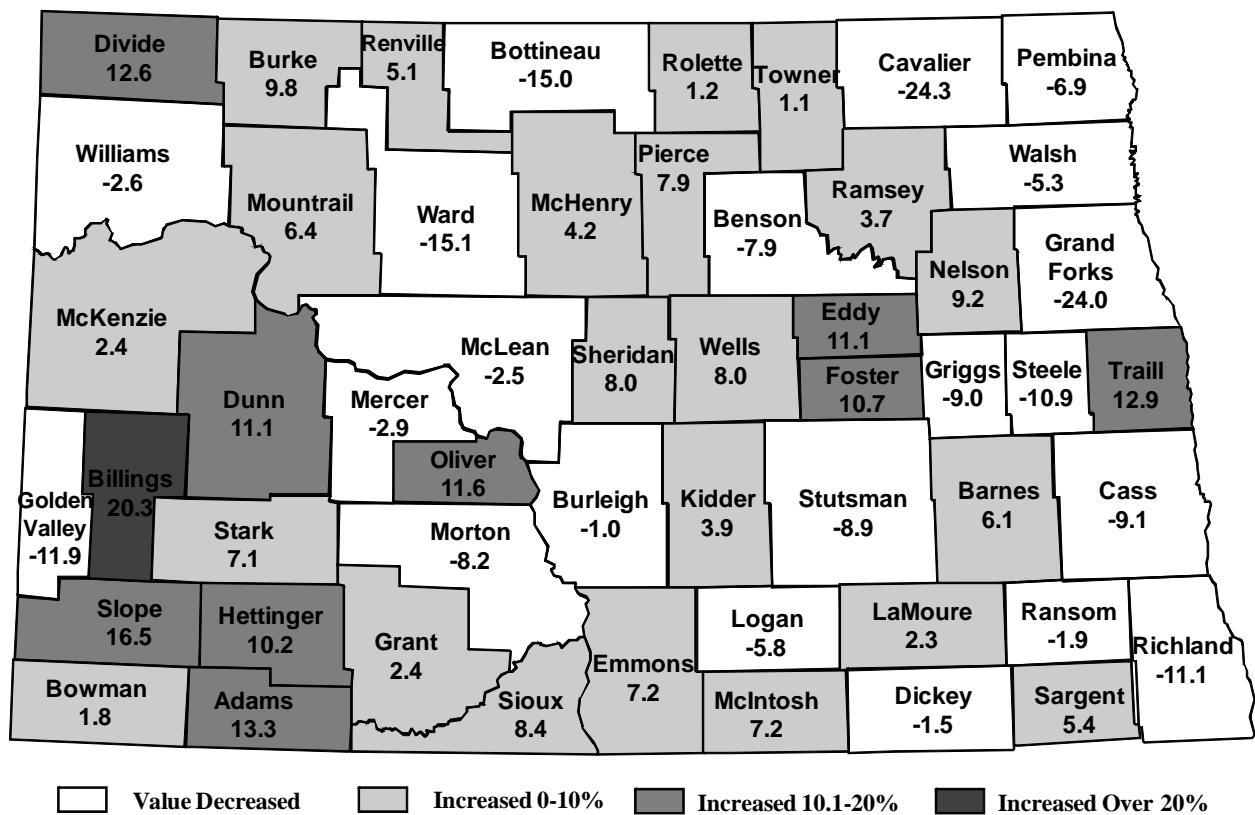 Divide
12.6
Burke
9.8
Renville
5.1
Bottineau
-15.0
Rolette
1.2
Towner
1.1
Cavalier
-24.3
Pembina
-6.9
Williams
-2.6
Mountrail
6.4
Ward
-15.1
McHenry
4.2
Pierce
7.9
Benson
-7.9
Ramsey
3.7
Walsh
-5.3
Nelson
9.2
Grand
Forks
-24.0
McKenzie
2.4
Dunn
11.1
McLean
-2.5
Mercer
-2.9
Oliver
11.6
Sheridan
8.0
Wells
8.0
Eddy
11.1
Foster
10.7
Griggs
-9.0
Steele
-10.9
Traill
12.9
Golden
Valley
-11.9
Billings
20.3
Stark
7.1
Morton
-8.2
Burleigh
-1.0
Kidder
3.9
Stutsman
-8.9
Barnes
6.1
Cass
-9.1
Slope
16.5
Hettinger
10.2
Grant
2.4
Emmons
7.2
Logan
-5.8
LaMoure
2.3
Ransom
-1.9
Richland
-11.1
Bowman
1.8
Adams
13.3
Sioux
8.4
McIntosh
7.2
Dickey
-1.5
Sargent
5.4
Value Decreased
Increased 0-10%
Increased 10.1-20%
Increased Over 20%